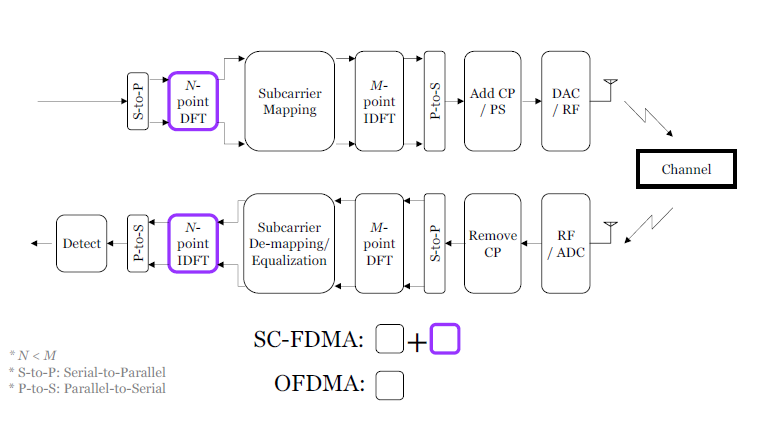 S-to-P
N-
point
DFT
Subcarrier
Mapping
M-
point
IDFT
P-to-S
Add CP
/ PS
DAC
/ RF
Channel
Detect
P-to-S
N-
point
IDFT
Subcarrier
De-mapping/
Equalization
M-
point
DFT
S-to-P
Remove
CP
RF
/ ADC
SC-FDMA: +
OFDMA:
* N < M
* S-to-P: Serial-to-Parallel
* P-to-S: Parallel-to-Serial